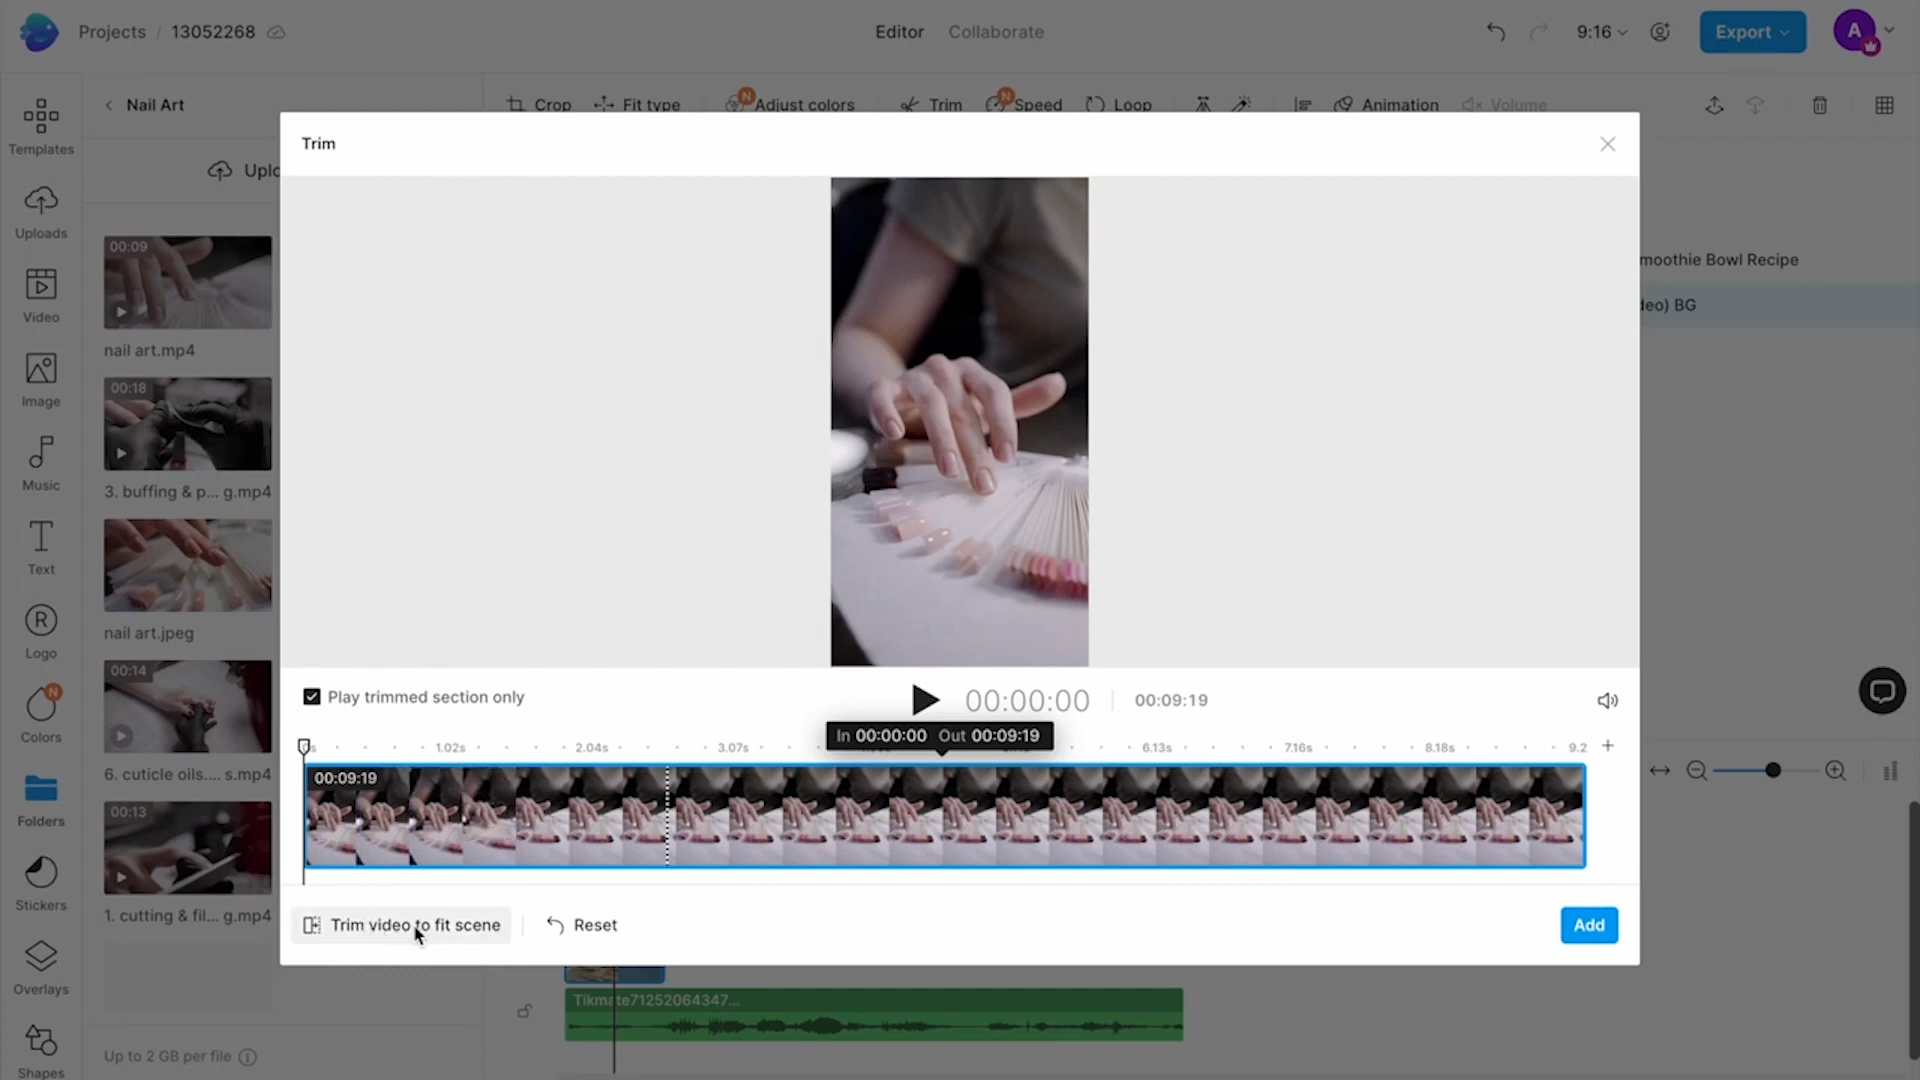 Projects / 13052268
Editor
Collaborate
9:16
Export
A
Templates
Uploads
Video
Image
Music
Text
Logo
N
Colors
Folders
Stickers
Overlays
Shapes
Nail Art
Uplo
00:09
nail art.mp4
00:18
3. buffing & p... g.mp4
nail art.jpeg
00:14
6. cuticle oils.... s.mp4
00:13
1. cutting & fil... g.mp4
Up to 2 GB per file
Crop
Fit type
N
Adjust colors
Trim
N
Speed
Loop
Animation
Volume
moothie Bowl Recipe
deo) BG
Trim
Play trimmed section only
00:00:00
00:09:19
In 00:00:00 Out 00:09:19
1.02s
2.04s
3.07s
6.13s
7.16s
8.18s
9.2
00:09:19
Trim video to fit scene
Reset
Add
Tikmate71252064347...